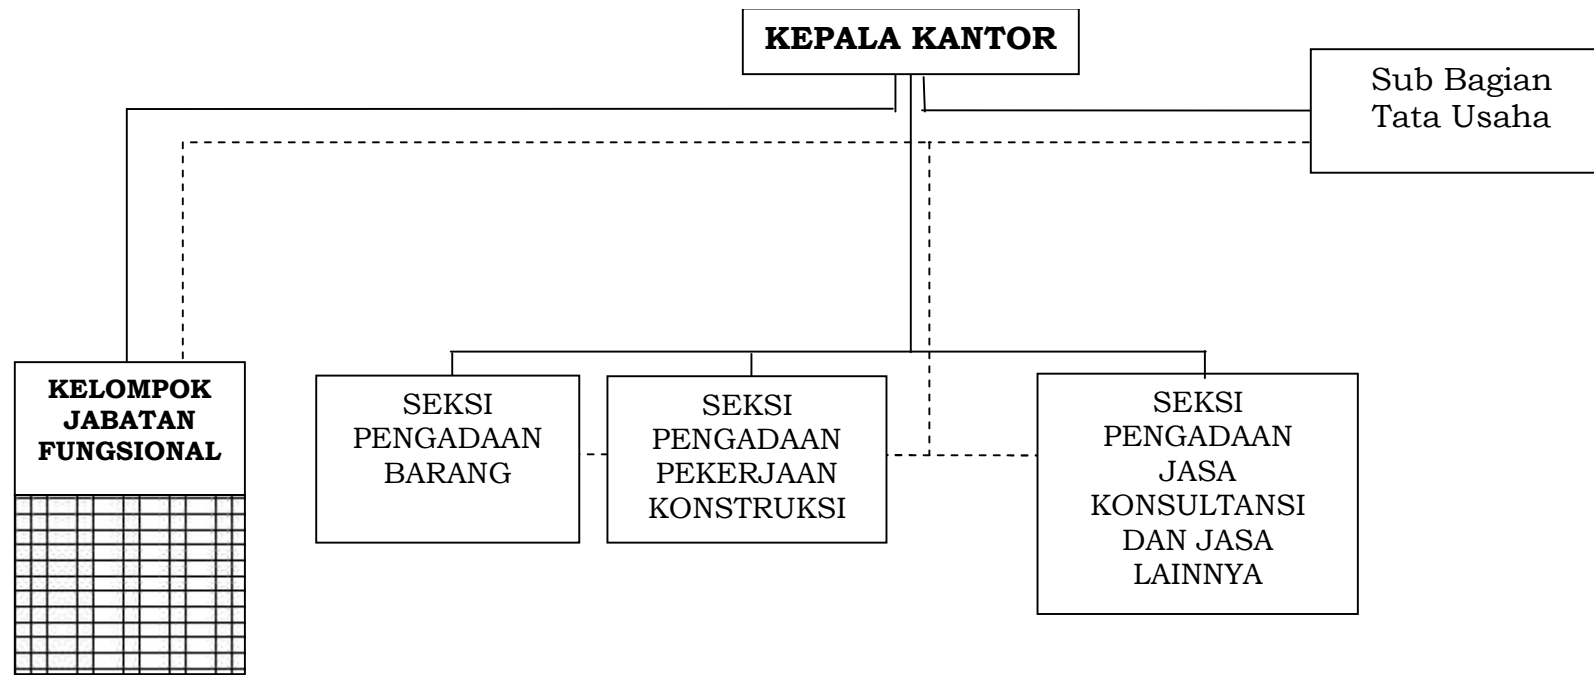 KEPALA KANTOR
Sub Bagian
Tata Usaha
KELOMPOK
JABATAN
FUNGSIONAL
SEKSI
PENGADAAN
BARANG
SEKSI
PENGADAAN
PEKERJAAN
KONSTRUKSI
SEKSI
PENGADAAN
JASA
KONSULTANSI
DAN JASA
LAINNYA